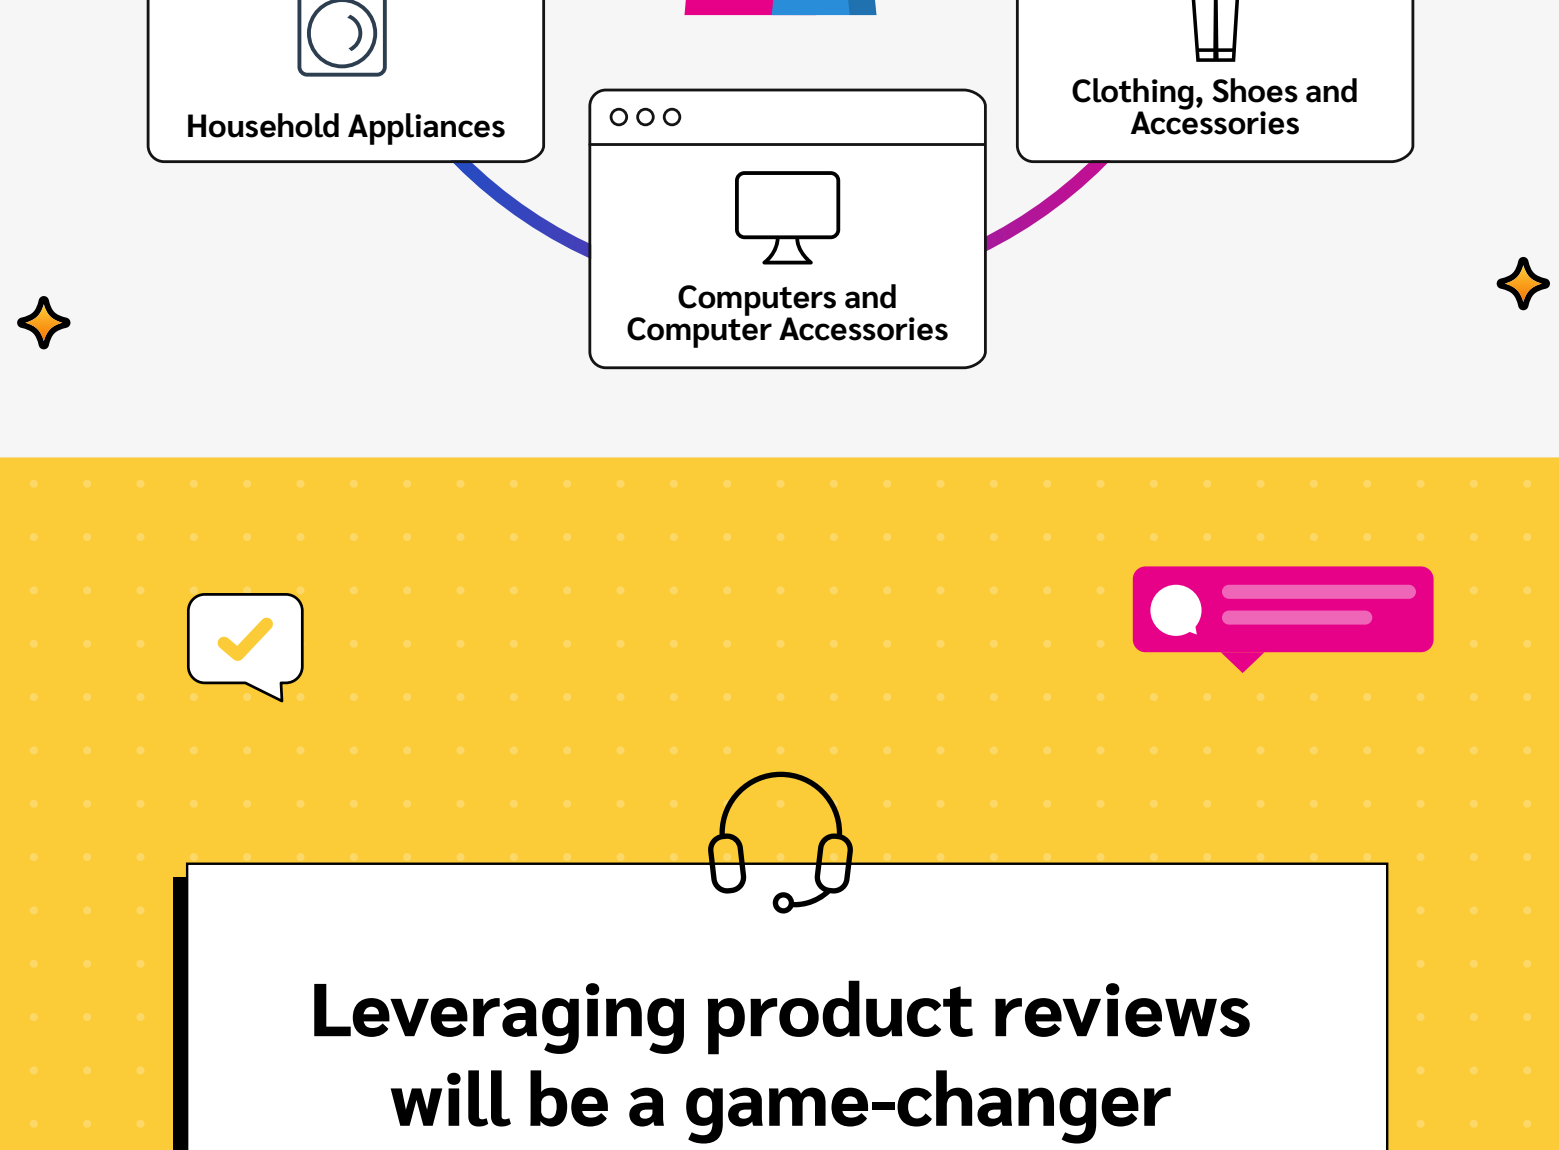 Household Appliances
Clothing, Shoes and
Accessories
Computers and
Computer Accessories
Leveraging product reviews
will be a game-changer